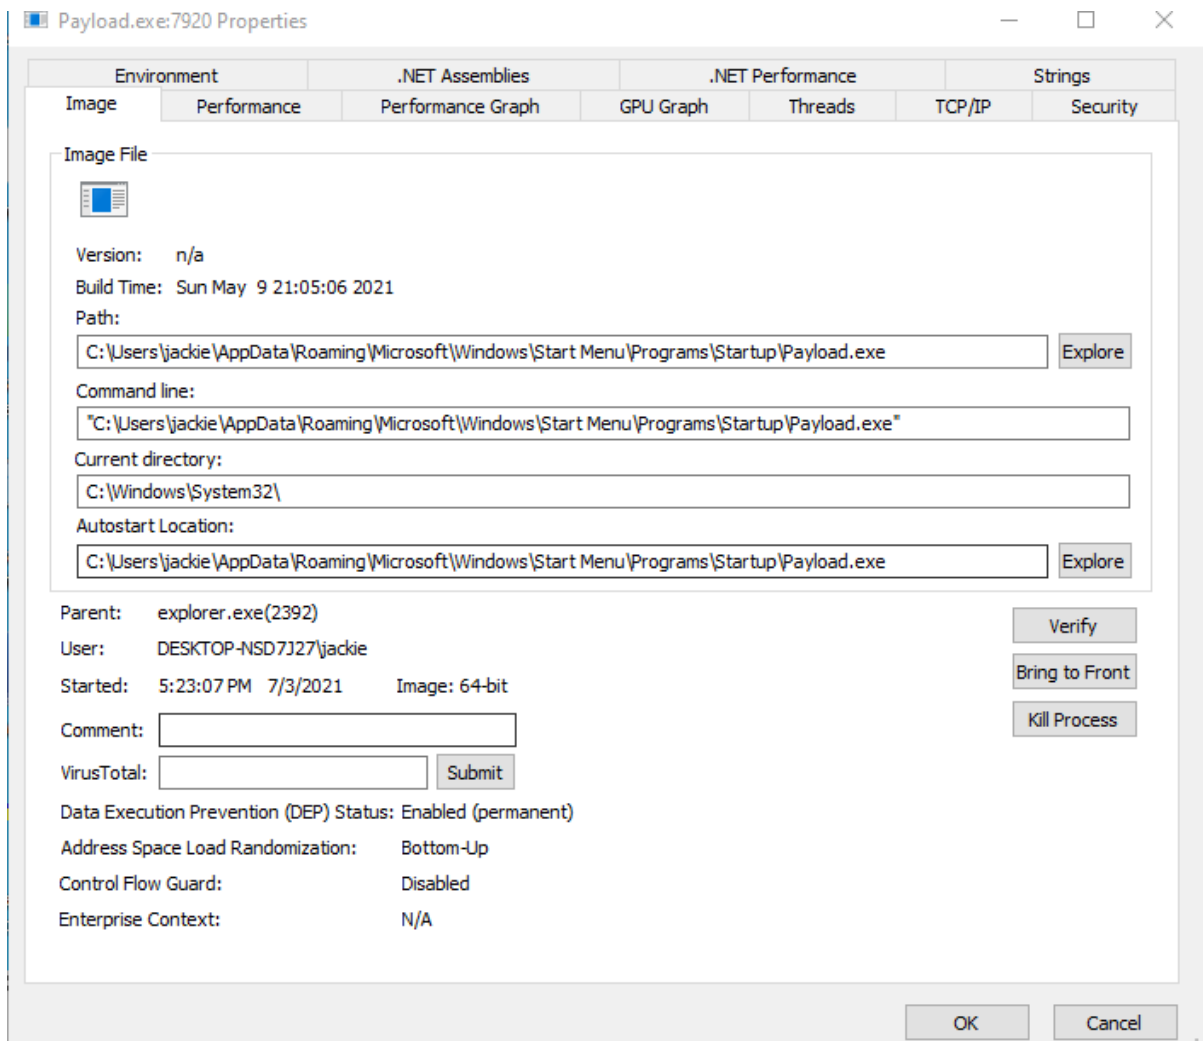 Payload.exe:7920 Properties
Environment .NET Assemblies .NET Performance Strings
Image Performance Performance Graph GPU Graph Threads TCP/IP Security
Image File
Version: n/a
Build Time: Sun May  9 21:05:06 2021
Path:
C:\Users\jackie\AppData\Roaming\Microsoft\Windows\Start Menu\Programs\Startup\Payload.exe Explore
Command line:
"C:\Users\jackie\AppData\Roaming\Microsoft\Windows\Start Menu\Programs\Startup\Payload.exe"
Current directory:
C:\Windows\System32\
Autostart Location:
C:\Users\jackie\AppData\Roaming\Microsoft\Windows\Start Menu\Programs\Startup\Payload.exe Explore
Parent: explorer.exe(2392)
Verify
User: DESKTOP-NSD7J27\jackie
Bring to Front
Started: 5:23:07 PM 7/3/2021 Image: 64-bit
Kill Process
Comment:
VirusTotal: Submit
Data Execution Prevention (DEP) Status: Enabled (permanent)
Address Space Load Randomization: Bottom-Up
Control Flow Guard: Disabled
Enterprise Context: N/A
OK Cancel